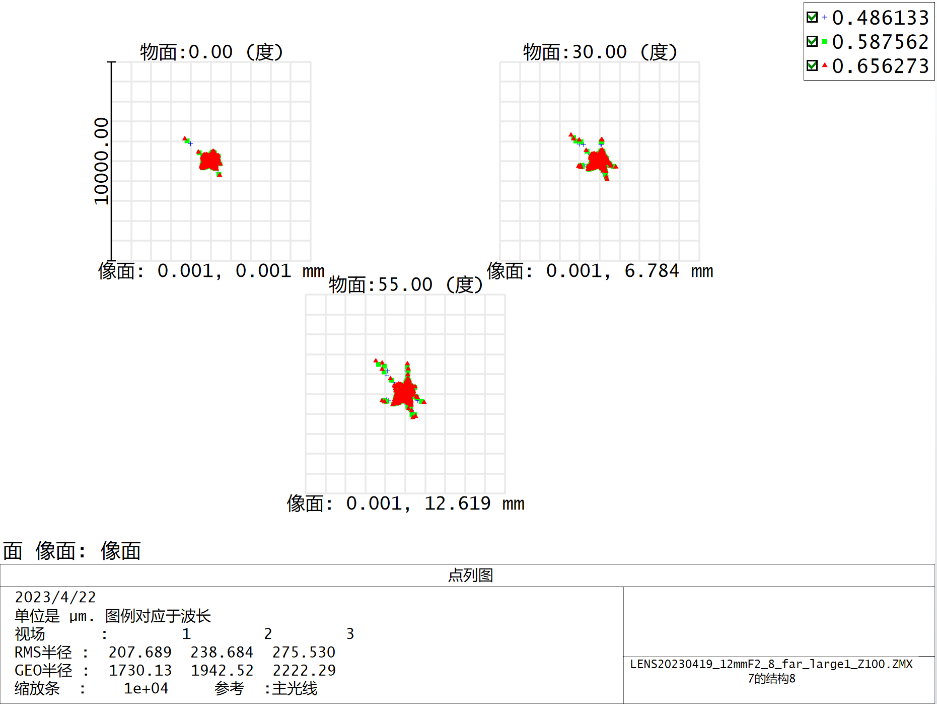 0.486133
0.587562
0.656273
物面:0.00 (度)
物面:30.00 (度)
10000.00
像面: 0.001, 0.001 mm
像面: 0.001, 6.784 mm
物面:55.00 (度)
像面: 0.001, 12.619 mm
面 像面: 像面
点列图
2023/4/22
单位是 µm. 图例对应于波长
视场 : 1 2 3
RMS半径 : 207.689 238.684 275.530
GEO半径 : 1730.13 1942.52 2222.29
缩放条 : 1e+04 参考 :主光线
LENS20230419_12mmF2_8_far_large1_Z100.ZMX
7的结构8